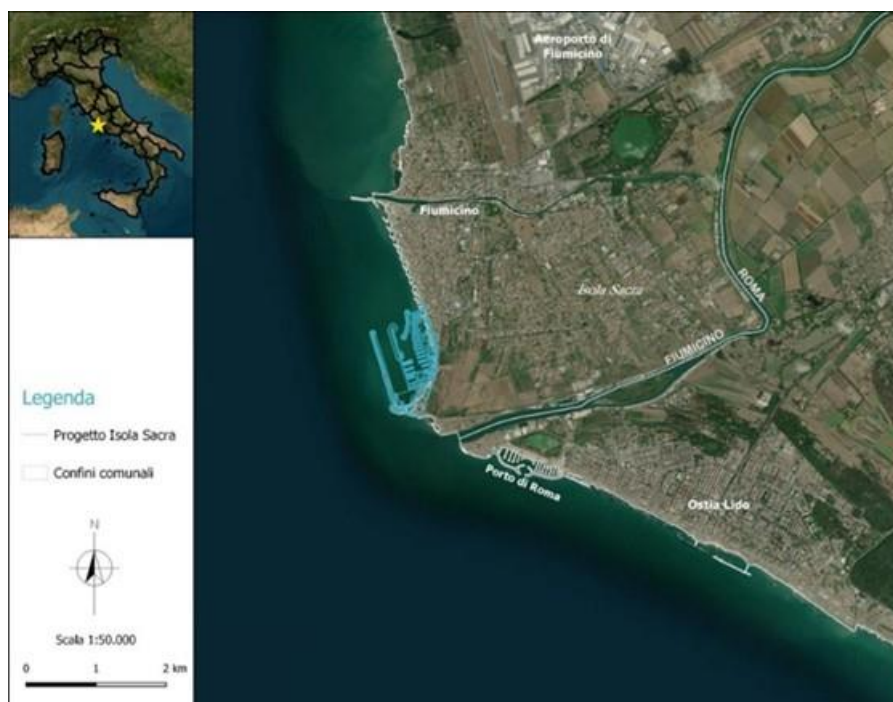 Aeroporto di
Fiumicino
Fiumicino
Isola Sacra
ROMA
FIUMICINO
Porto di Roma
Ostia Lido
Legenda
Progetto Isola Sacra
Confini comunali
N
Scala 1:50.000
0 1 2 km